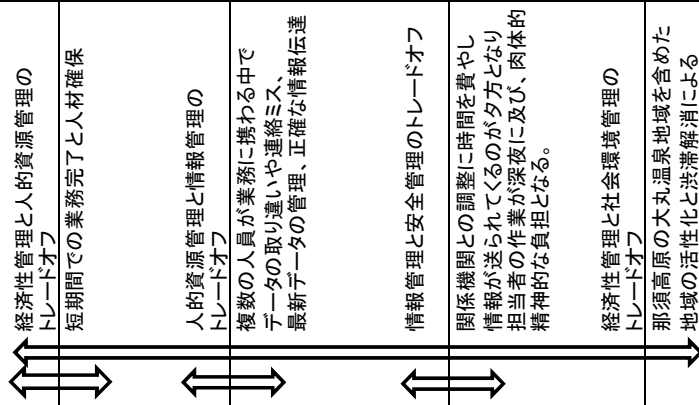 経済性管理と人的資源管理の
トレードオフ
短期間での業務完了と人材確保
人的資源管理と情報管理の
トレードオフ
複数の人員が業務に携わる中で
データの取り違いや連絡ミス、
最新データの管理、正確な情報伝達
情報管理と安全管理のトレードオフ
関係機関との調整に時間を費やし
情報が送られてくるのが夕方となり
担当者の作業が深夜に及び、肉体的
精神的な負担となる。
経済性管理と社会環境管理の
トレードオフ
那須高原の大丸温泉地域を含めた
地域の活性化と渋滞解消による